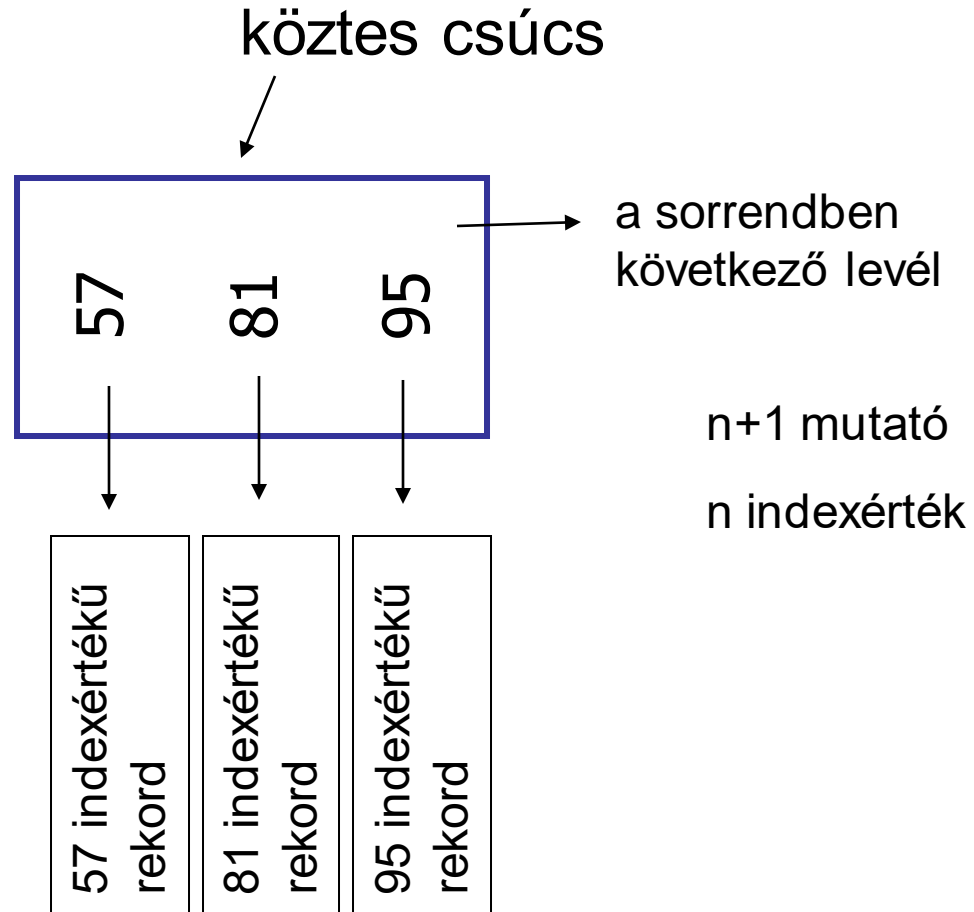 köztes csúcs
57
81
95
a sorrendben
következő levél
n+1 mutató
n indexérték
57 indexértékű
rekord
81 indexértékű
rekord
95 indexértékű
rekord